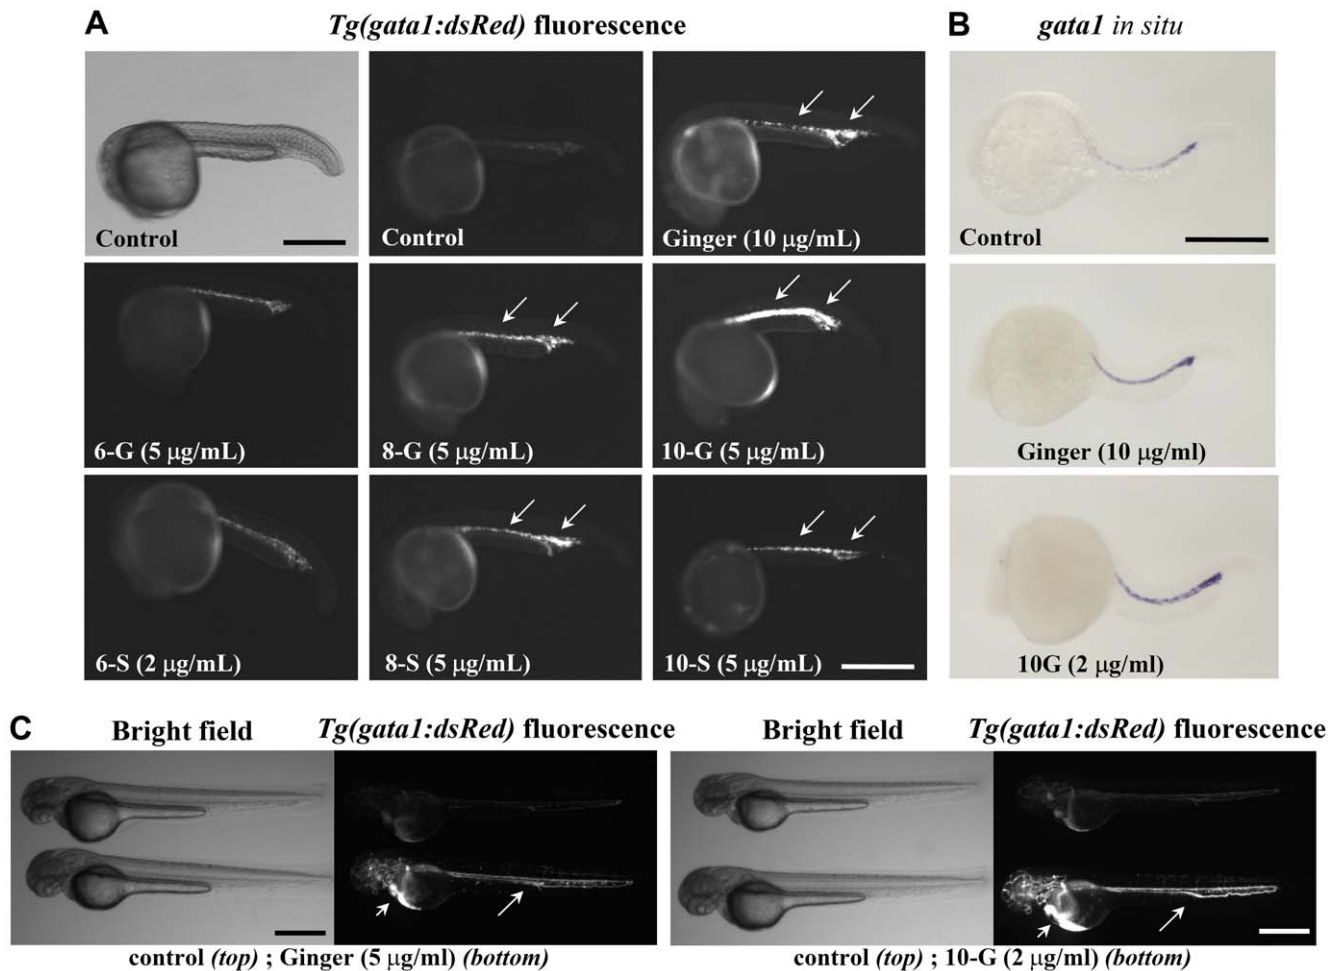 A
Tg(gata1:dsRed) fluorescence
Control
Control
Ginger (10 µg/mL)
6-G (5 µg/mL)
8-G (5 µg/mL)
10-G (5 µg/mL)
6-S (2 µg/mL)
8-S (5 µg/mL)
10-S (5 µg/mL)
B
gata1 in situ
Control
Ginger (10 µg/ml)
10G (2 µg/ml)
C
Bright field
Tg(gata1:dsRed) fluorescence
Bright field
Tg(gata1:dsRed) fluorescence
control (top) ; Ginger (5 µg/ml) (bottom)
control (top) ; 10-G (2 µg/ml) (bottom)